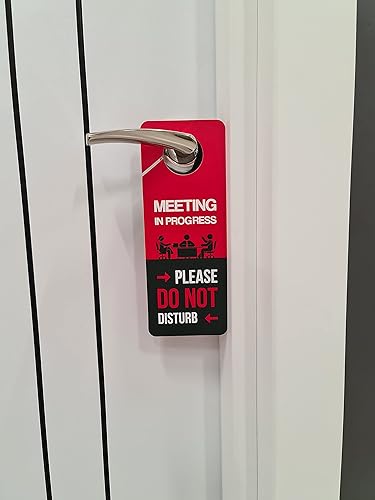 MEETING
IN PROGRESS
→ PLEASE
DO NOT
DISTURB ←